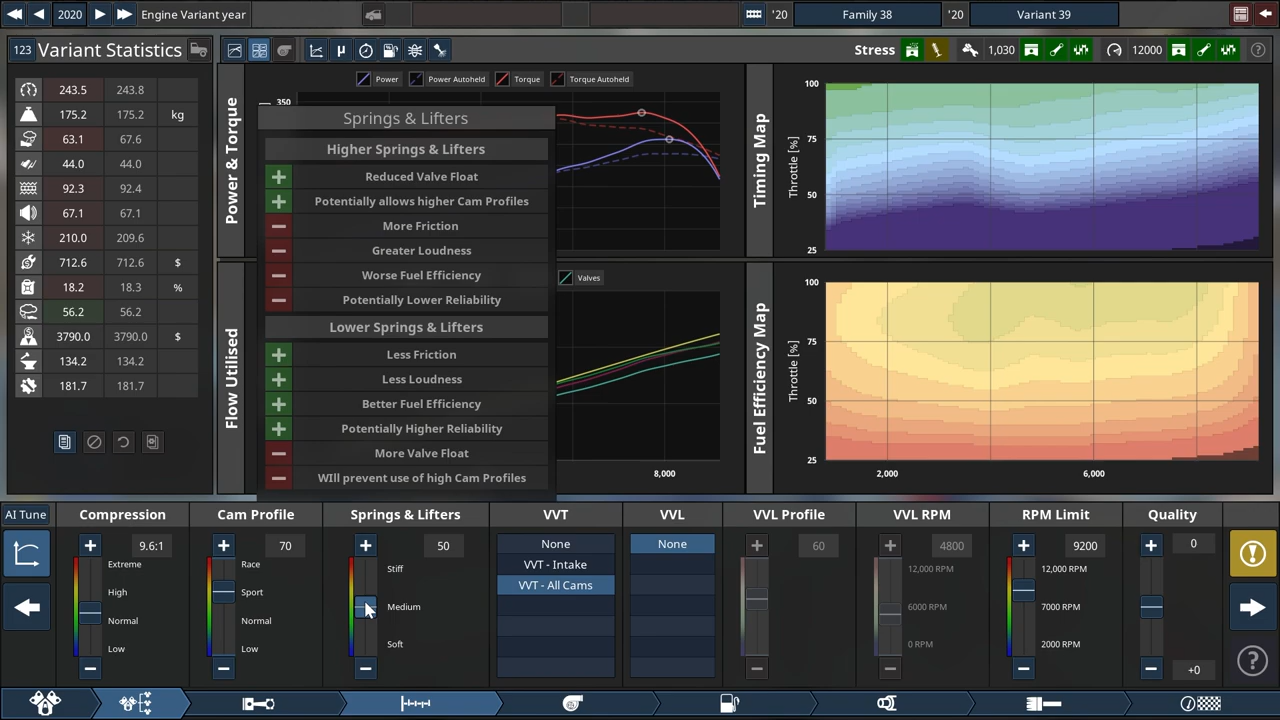 2020
Engine Variant year
'20
Family 38
'20
Variant 39
123
Variant Statistics
Stress
1,030
12000
243.5 243.8
175.2 175.2 kg
63.1 67.6
44.0 44.0
92.3 92.4
67.1 67.1
210.0 209.6
712.6 712.6 $
18.2 18.3 %
56.2 56.2
3790.0 3790.0 $
134.2 134.2
181.7 181.7
Power & Torque
Power
Power Autoheld
Torque
Torque Autoheld
350
Flow Utilised
Valves
8,000
Springs & Lifters
Higher Springs & Lifters
Reduced Valve Float
Potentially allows higher Cam Profiles
More Friction
Greater Loudness
Worse Fuel Efficiency
Potentially Lower Reliability
Lower Springs & Lifters
Less Friction
Less Loudness
Better Fuel Efficiency
Potentially Higher Reliability
More Valve Float
WIll prevent use of high Cam Profiles
Timing Map
Throttle [%]
100
75
50
25
Fuel Efficiency Map
Throttle [%]
100
75
50
25
2,000
6,000
AI Tune
Compression
9.6:1
Extreme
High
Normal
Low
Cam Profile
70
Race
Sport
Normal
Low
Springs & Lifters
50
Stiff
Medium
Soft
VVT
None
VVT - Intake
VVT - All Cams
VVL
None
VVL Profile
60
VVL RPM
4800
12,000 RPM
6000 RPM
0 RPM
RPM Limit
9200
12,000 RPM
7000 RPM
2000 RPM
Quality
0
+0